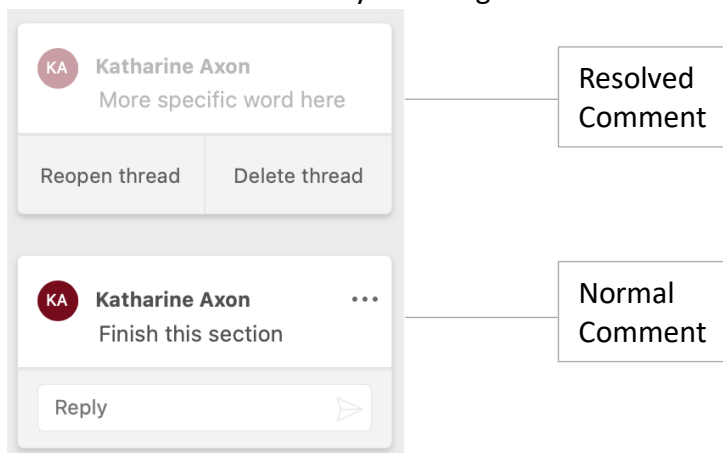 KA
Katharine Axon
More specific word here
Reopen thread
Delete thread
Resolved
Comment
KA
Katharine Axon
Finish this section
Reply
Normal
Comment